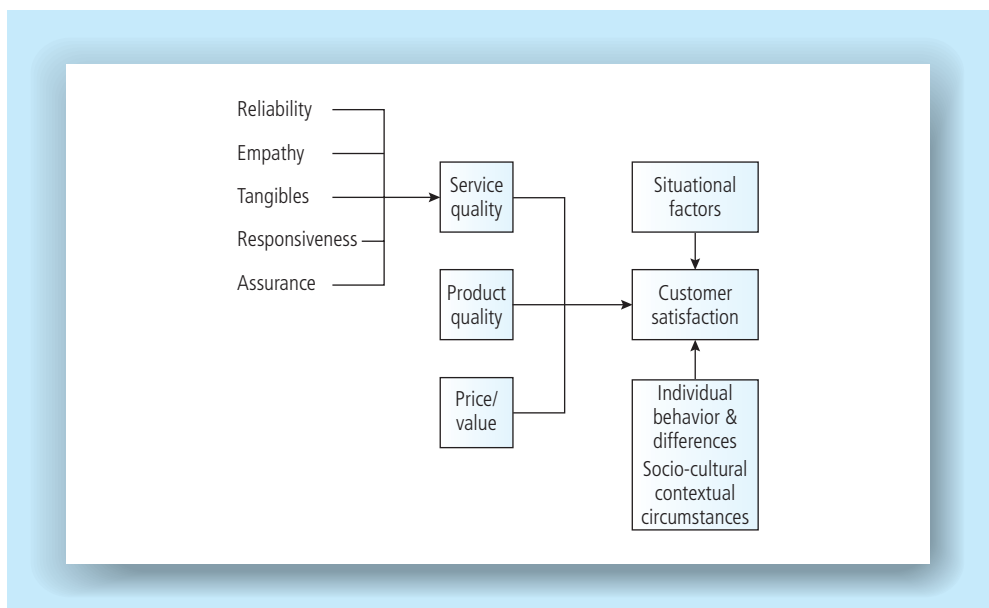 Reliability
Empathy
Tangibles
Responsiveness
Assurance
Service
quality
Product
quality
Price/
value
Situational
factors
Customer
satisfaction
Individual
behavior &
differences
Socio-cultural
contextual
circumstances